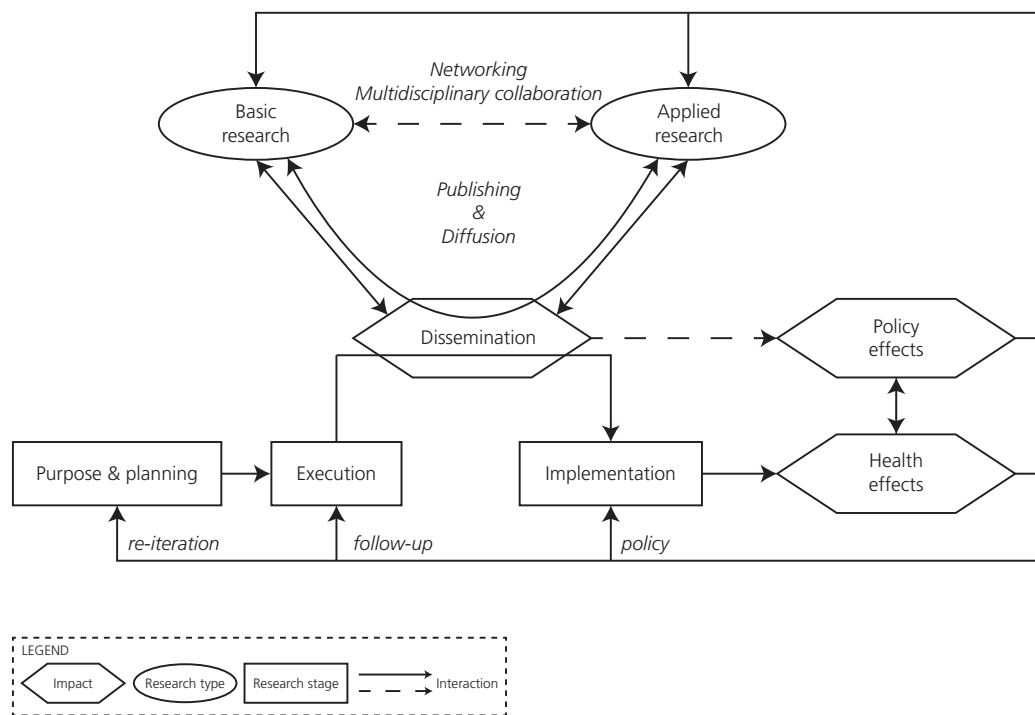 Networking
Multidisciplinary collaboration
Basic
research
Applied
research
Publishing
&
Diffusion
Dissemination
Policy
effects
Purpose & planning
Execution
Implementation
Health
effects
re-iteration
follow-up
policy
LEGEND
Impact
Research type
Research stage
Interaction